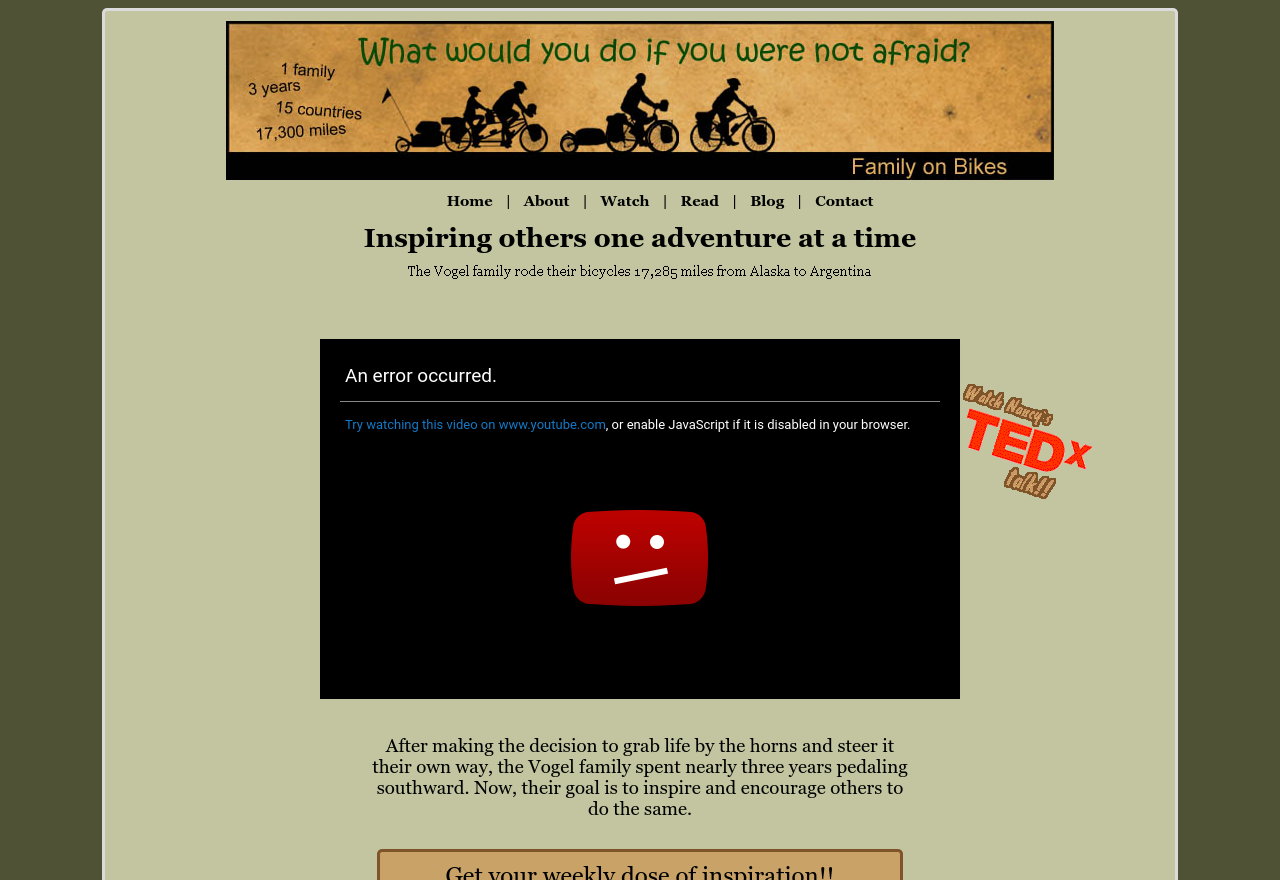 What would you do if you were not afraid?
1 family
3 years
15 countries
17,300 miles
Family on Bikes
Home | About | Watch | Read | Blog | Contact
Inspiring others one adventure at a time
The Vogel family rode their bicycles 17,285 miles from Alaska to Argentina
An error occurred.
Try watching this video on www.youtube.com, or enable JavaScript if it is disabled in your browser.
Watch Nancy's
TEDx
talk!!
After making the decision to grab life by the horns and steer it
their own way, the Vogel family spent nearly three years pedaling
southward. Now, their goal is to inspire and encourage others to
do the same.
Get your weekly dose of inspiration!!